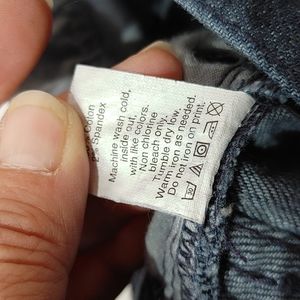 Cotton
Spandex
Machine wash cold,
inside out,
with like colors.
Non chlorine
bleach only.
Tumble dry low.
Warm iron as needed.
Do not iron on print.